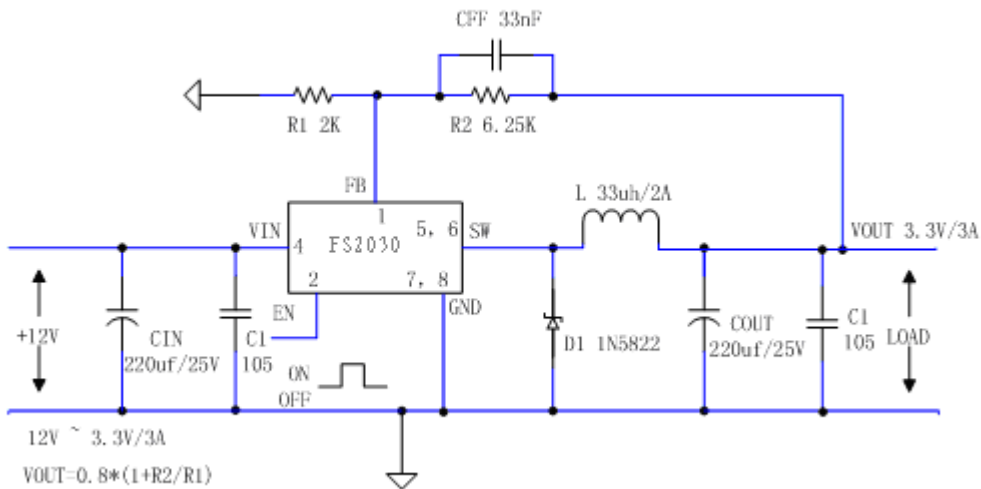 CFF 33nF
R1 2K
R2 6.25K
FB
L 33uh/2A
1
5, 6
SW
VIN
4
FS2030
VOUT 3.3V/3A
2
7, 8
EN
GND
+12V
CIN
220uf/25V
C1
105
D1 1N5822
COUT
220uf/25V
C1
105
LOAD
ON
OFF
12V ~ 3.3V/3A
VOUT=0.8*(1+R2/R1)